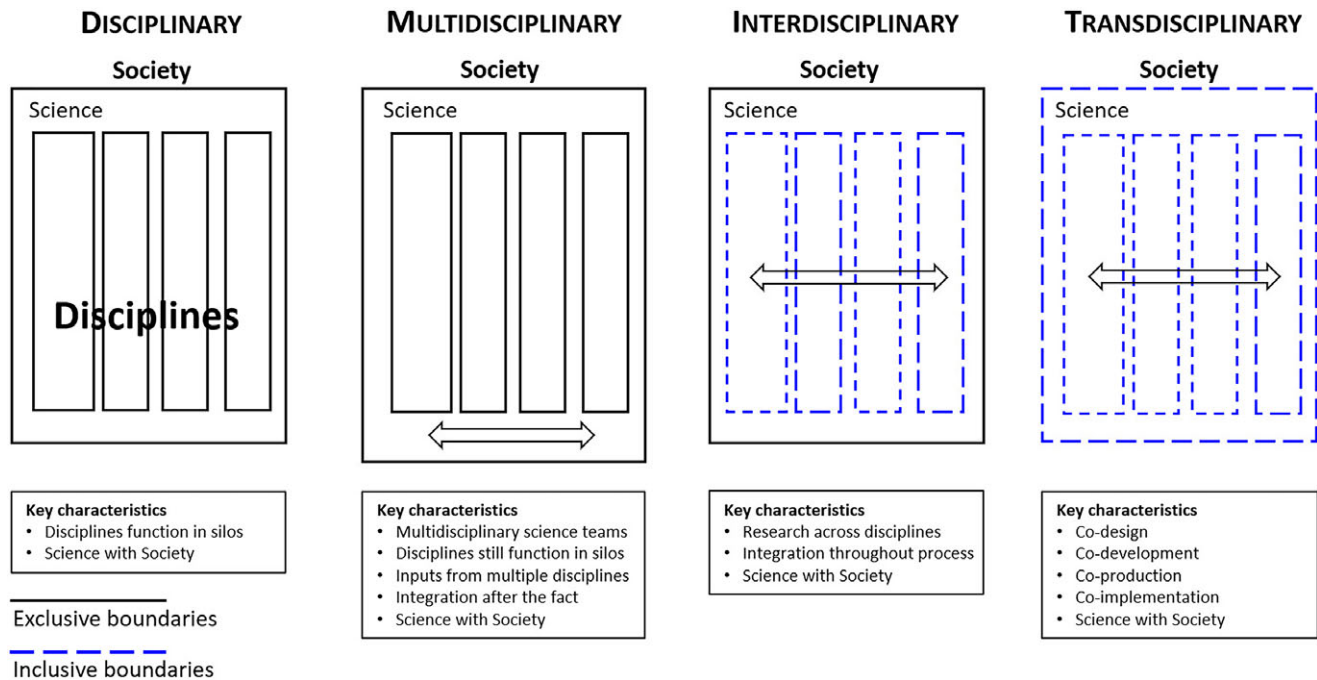 DISCIPLINARY
Society
Science
Disciplines
Key characteristics
• Disciplines function in silos
• Science with Society
Exclusive boundaries
Inclusive boundaries
MULTIDISCIPLINARY
Society
Science
Key characteristics
• Multidisciplinary science teams
• Disciplines still function in silos
• Inputs from multiple disciplines
• Integration after the fact
• Science with Society
INTERDISCIPLINARY
Society
Science
Key characteristics
• Research across disciplines
• Integration throughout process
• Science with Society
TRANSDISCIPLINARY
Society
Science
Key characteristics
• Co-design
• Co-development
• Co-production
• Co-implementation
• Science with Society